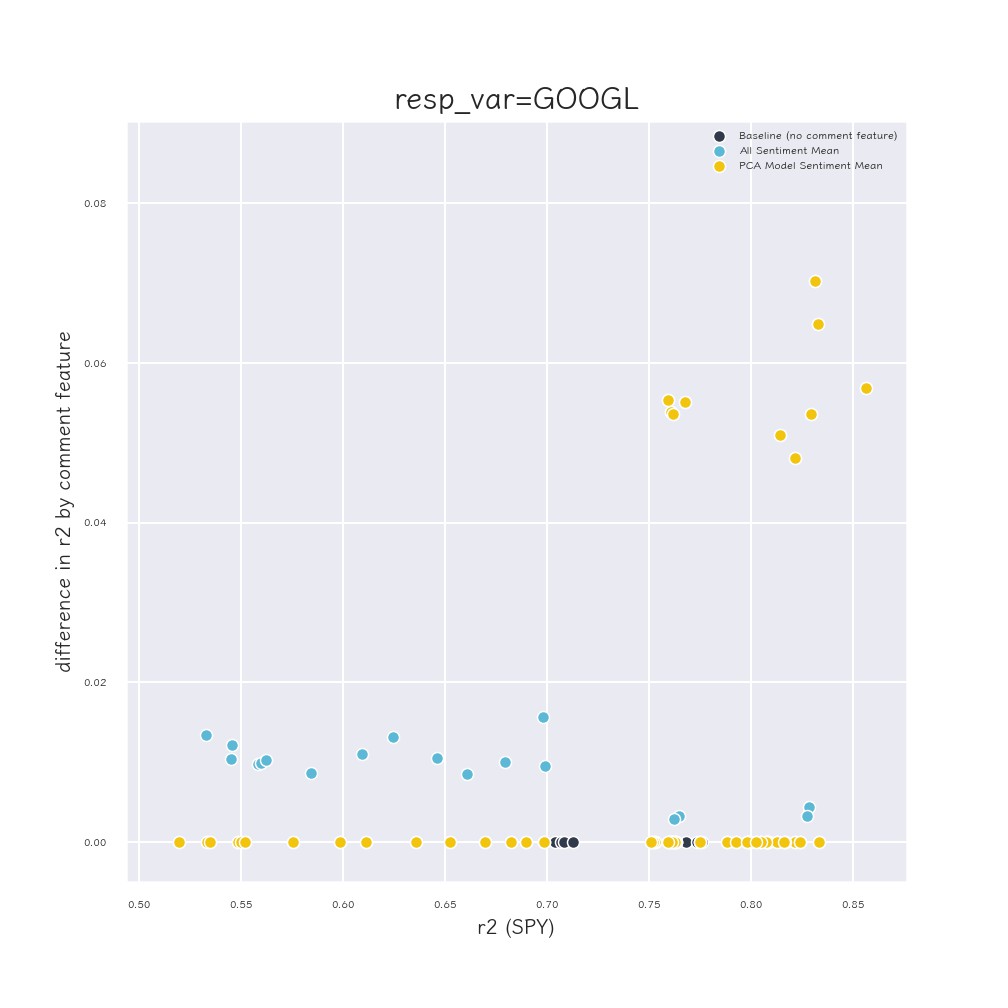 resp_var=GOOGL
Baseline (no comment feature)
All Sentiment Mean
PCA Model Sentiment Mean
0.08
0.06
0.04
0.02
0.00
difference in r2 by comment feature
0.50 0.55 0.60 0.65 0.70 0.75 0.80 0.85
r2 (SPY)